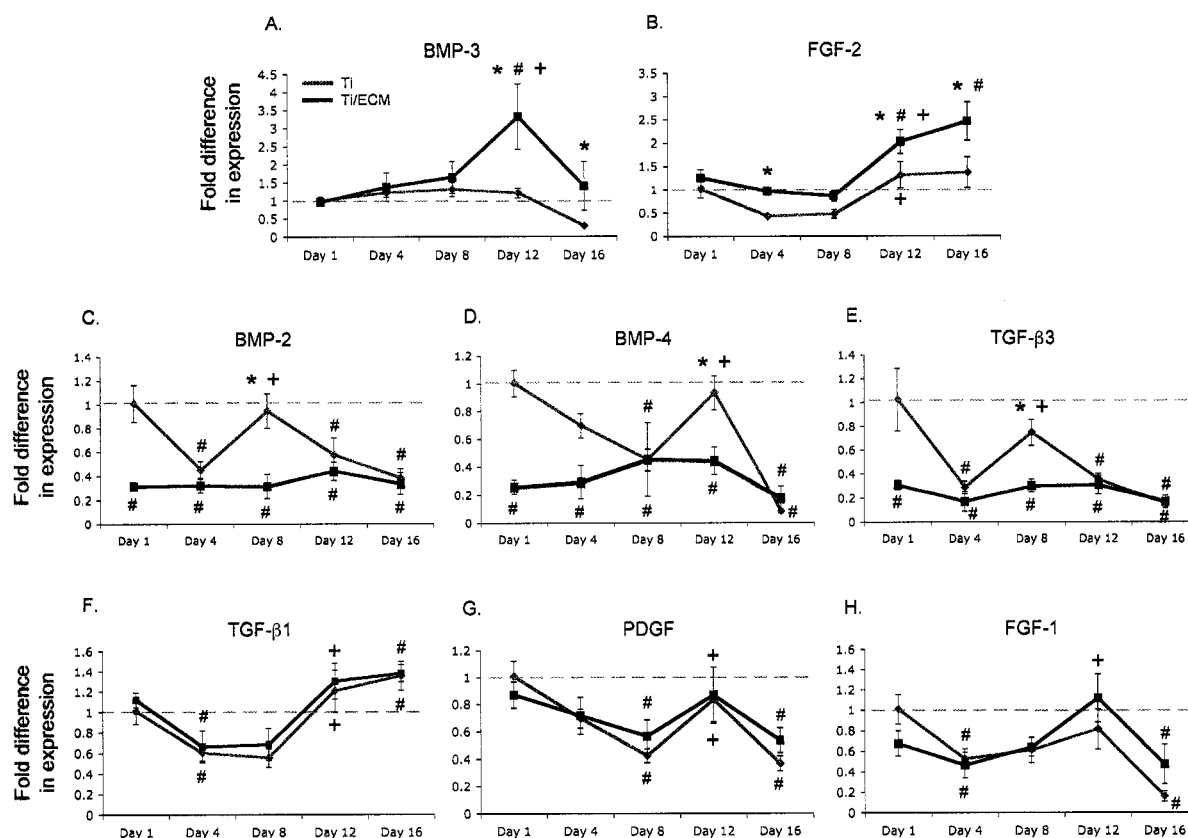 A.
BMP-3
* # +
*
Ti
Ti/ECM
Fold difference
in expression
4.5
4
3.5
3
2.5
2
1.5
1
0.5
0
Day 1 Day 4 Day 8 Day 12 Day 16
B.
FGF-2
* #
* # +
*
+
3.5
3
2.5
2
1.5
1
0.5
0
Day 1 Day 4 Day 8 Day 12 Day 16
C.
BMP-2
* +
# # #
# # # # #
Fold difference
in expression
1.4
1.2
1
0.8
0.6
0.4
0.2
0
Day 1 Day 4 Day 8 Day 12 Day 16
D.
BMP-4
* +
# #
# # # # #
1.2
1
0.8
0.6
0.4
0.2
0
Day 1 Day 4 Day 8 Day 12 Day 16
E.
TGF-β3
* +
# # #
# # # # #
1.4
1.2
1
0.8
0.6
0.4
0.2
0
Day 1 Day 4 Day 8 Day 12 Day 16
F.
TGF-β1
# + #
# + #
Fold difference
in expression
1.6
1.4
1.2
1
0.8
0.6
0.4
0.2
0
Day 1 Day 4 Day 8 Day 12 Day 16
G.
PDGF
# + #
# + #
1.2
1
0.8
0.6
0.4
0.2
0
Day 1 Day 4 Day 8 Day 12 Day 16
H.
FGF-1
# + #
# #
1.6
1.4
1.2
1
0.8
0.6
0.4
0.2
0
Day 1 Day 4 Day 8 Day 12 Day 16